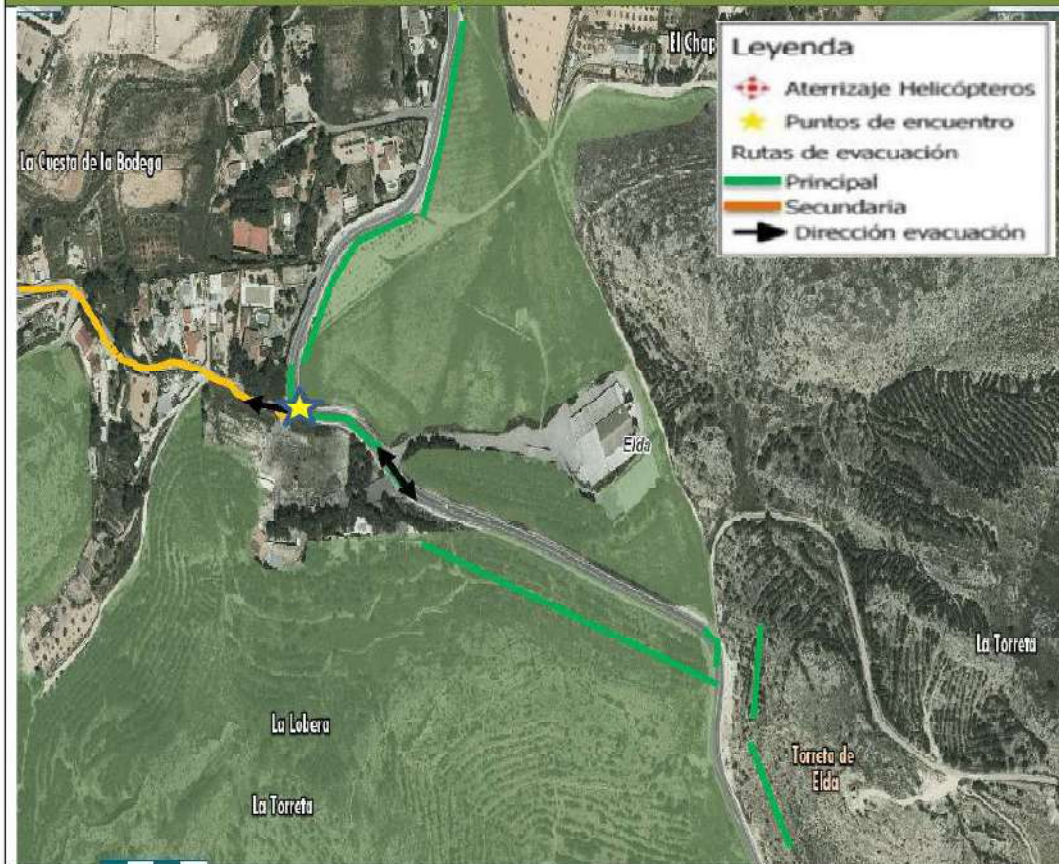 El Chap
Leyenda
Aterrizaje Helicópteros
Puntos de encuentro
Rutas de evacuación
Principal
Secundaria
Dirección evacuación
La Cuesta de la Bodega
Elda
La Torreta
La Lobera
Torreta de
Elda
La Torreta